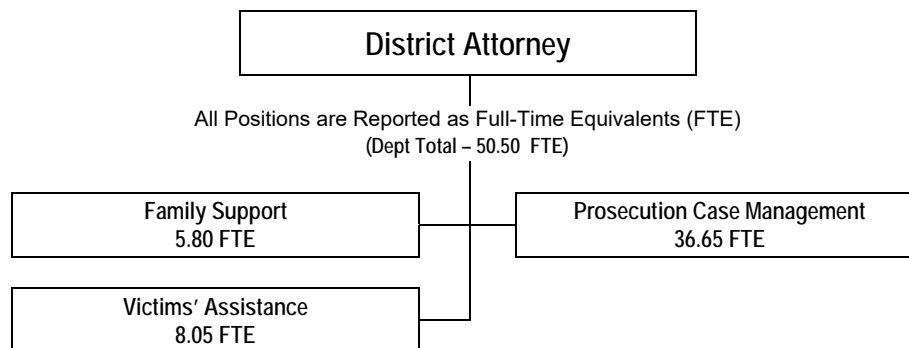 District Attorney
All Positions are Reported as Full-Time Equivalents (FTE)
(Dept Total – 50.50 FTE)
Family Support
5.80 FTE
Prosecution Case Management
36.65 FTE
Victims’ Assistance
8.05 FTE